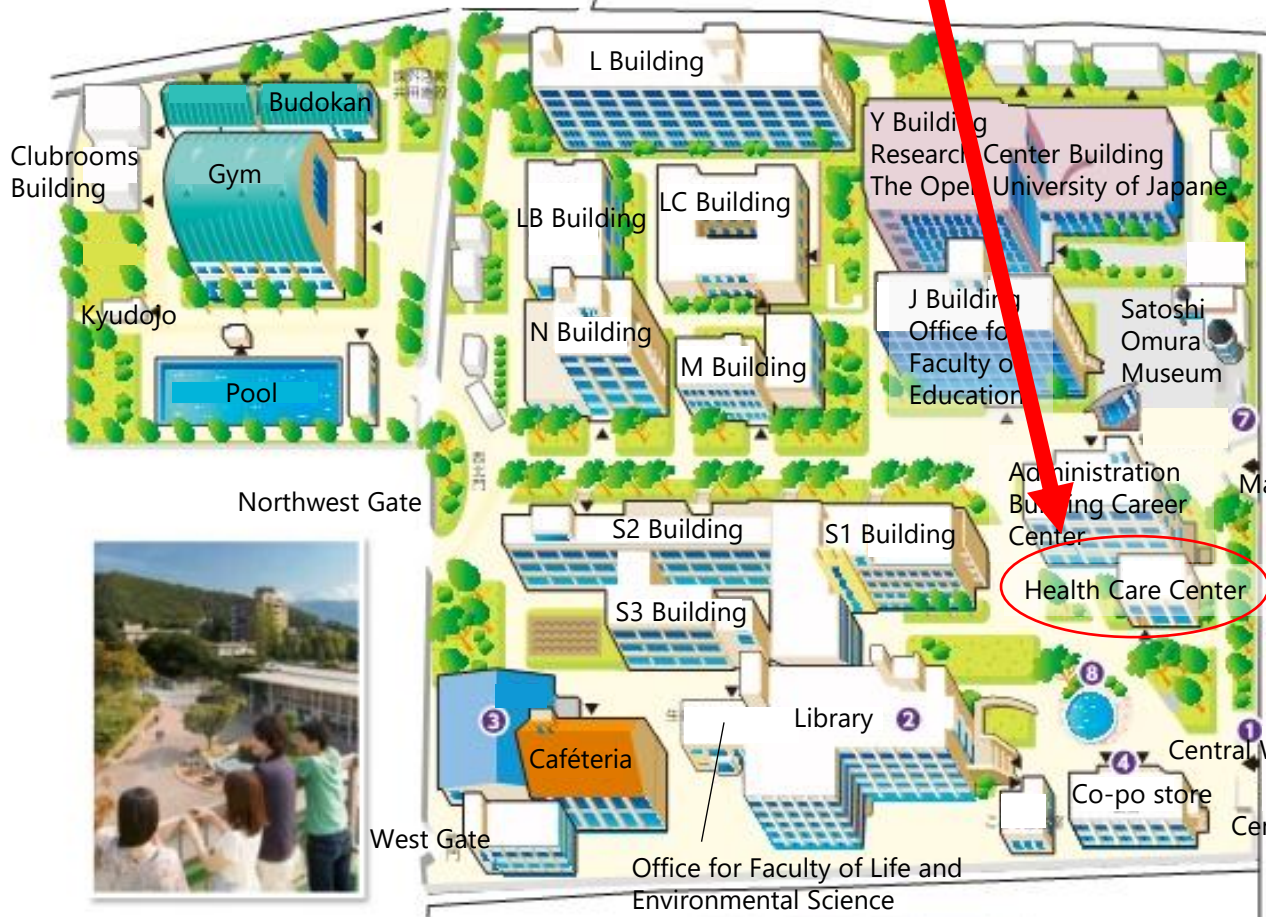 L Building
Budokan
Clubrooms
Building
Gym
Y Building
Research Center Building
The Open University of Japane
LB Building
LC Building
Kyudojo
Pool
N Building
M Building
J Building
Office for
Faculty of
Education
Satoshi
Omura
Museum
7
Northwest Gate
Administration
Building Career
Center
Ma
S2 Building
S1 Building
Health Care Center
S3 Building
8
3
Library
2
1
Central W
Caféteria
4
Co-po store
West Gate
Cen
Office for Faculty of Life and
Environmental Science